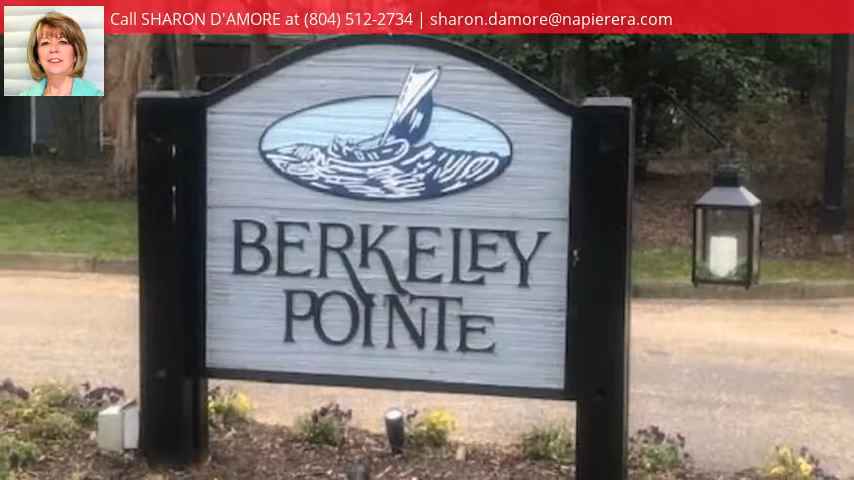 Call SHARON D'AMORE at (804) 512-2734 | sharon.damore@napierera.com
BERKELEY
POINTE